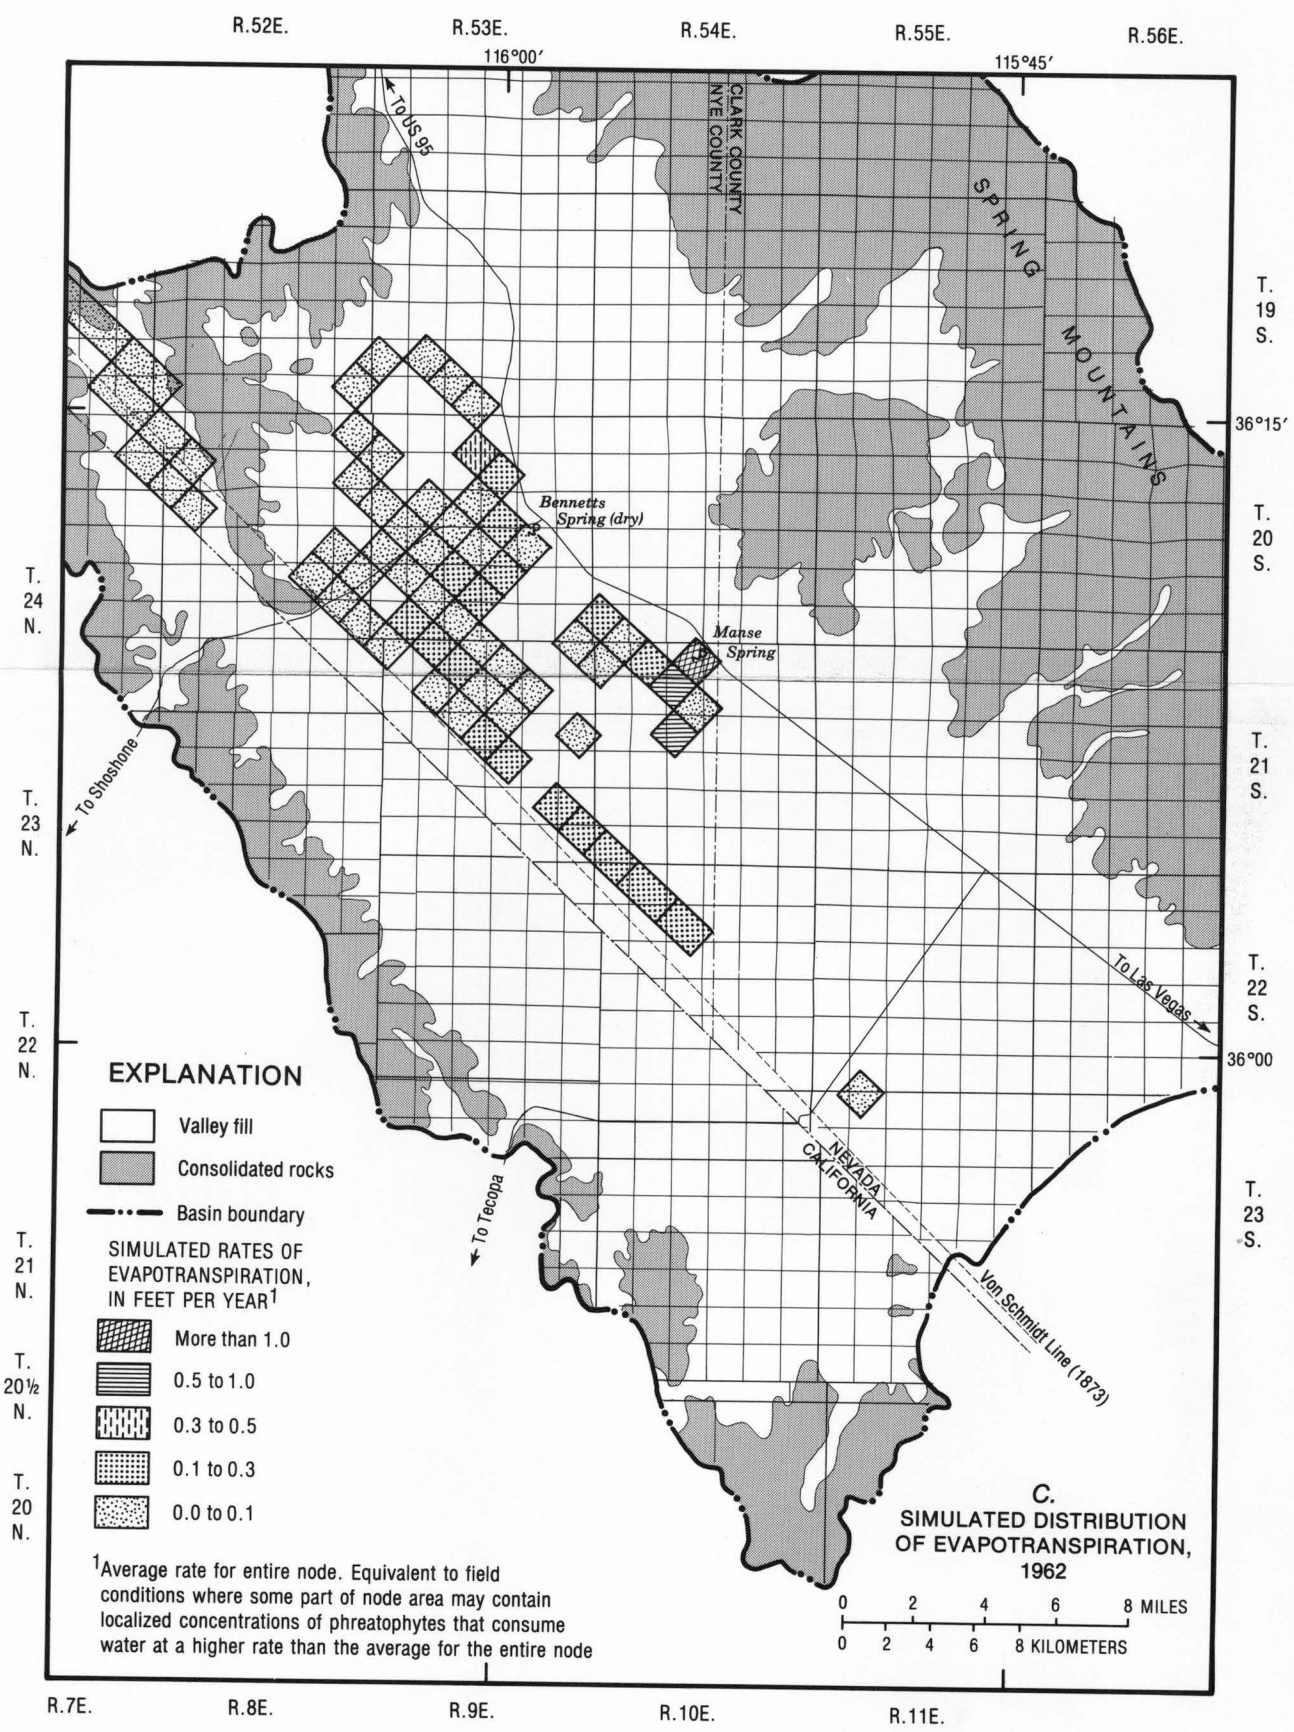 R.52E.
R.53E.
R.54E.
R.55E.
R.56E.
116°00′
115°45′
To US 95
CLARK COUNTY
NYE COUNTY
SPRING MOUNTAINS
T.
19
S.
36°15′
Bennetts
Spring (dry)
T.
20
S.
T.
24
N.
Manse
Spring
To Shoshone
T.
21
S.
T.
23
N.
To Las Vegas
T.
22
S.
T.
22
N.
36°00
NEVADA
CALIFORNIA
To Tecopa
T.
23
S.
Von Schmidt Line (1873)
T.
21
N.
T.
20½
N.
T.
20
N.
EXPLANATION
Valley fill
Consolidated rocks
Basin boundary
SIMULATED RATES OF
EVAPOTRANSPIRATION,
IN FEET PER YEAR1
More than 1.0
0.5 to 1.0
0.3 to 0.5
0.1 to 0.3
0.0 to 0.1
1Average rate for entire node. Equivalent to field
conditions where some part of node area may contain
localized concentrations of phreatophytes that consume
water at a higher rate than the average for the entire node
C.
SIMULATED DISTRIBUTION
OF EVAPOTRANSPIRATION,
1962
0 2 4 6 8 MILES
0 2 4 6 8 KILOMETERS
R.7E.
R.8E.
R.9E.
R.10E.
R.11E.